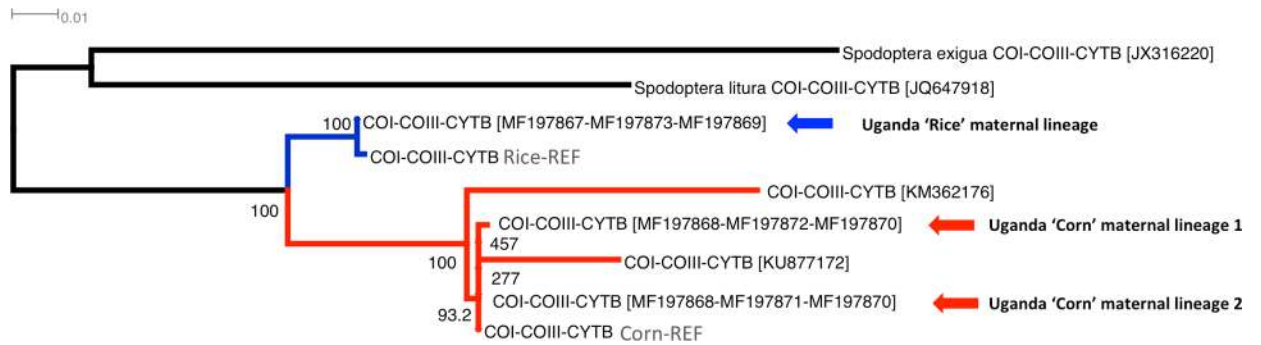 0.01
Spodoptera exigua COI-COIII-CYTB [JX316220]
Spodoptera litura COI-COIII-CYTB [JQ647918]
100 COI-COIII-CYTB [MF197867-MF197873-MF197869] Uganda ‘Rice’ maternal lineage
COI-COIII-CYTB Rice-REF
COI-COIII-CYTB [KM362176]
100
COI-COIII-CYTB [MF197868-MF197872-MF197870] Uganda ‘Corn’ maternal lineage 1
457
100 COI-COIII-CYTB [KU877172]
277
COI-COIII-CYTB [MF197868-MF197871-MF197870] Uganda ‘Corn’ maternal lineage 2
93.2
COI-COIII-CYTB Corn-REF